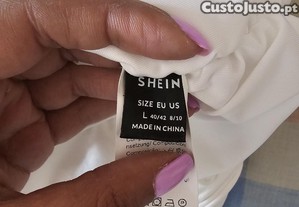 CustoJusto.pt
SHEIN
SIZE EU US
L 40/42 8/10
MADE IN CHINA